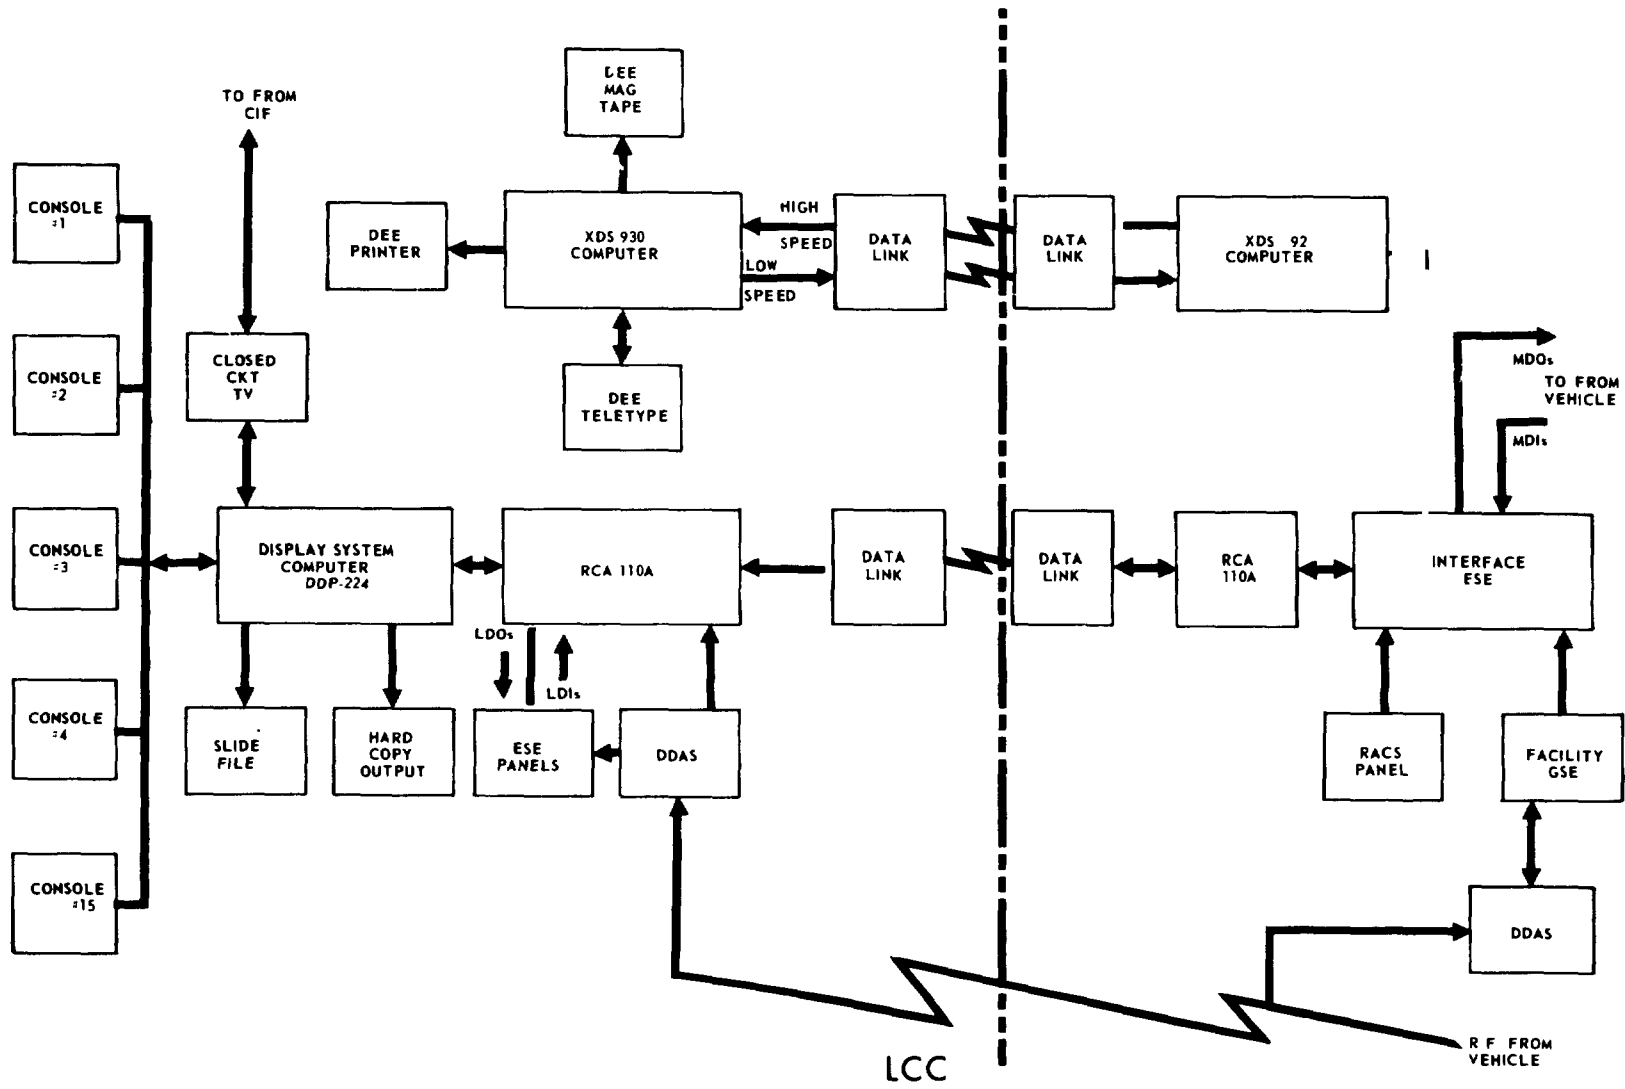 TO FROM
CIF
DEE
MAG
TAPE
CONSOLE
#1
DEE
PRINTER
XDS 930
COMPUTER
HIGH
SPEED
LOW
SPEED
DATA
LINK
DATA
LINK
XDS 92
COMPUTER
CONSOLE
#2
CLOSED
CKT
TV
DEE
TELETYPE
MDOs
TO FROM
VEHICLE
MDIs
CONSOLE
#3
DISPLAY SYSTEM
COMPUTER
DDP-224
RCA 110A
DATA
LINK
DATA
LINK
RCA
110A
INTERFACE
ESE
LDOs
LDIs
CONSOLE
#4
SLIDE
FILE
HARD
COPY
OUTPUT
ESE
PANELS
DDAS
RACS
PANEL
FACILITY
GSE
CONSOLE
#15
DDAS
R F FROM
VEHICLE
LCC